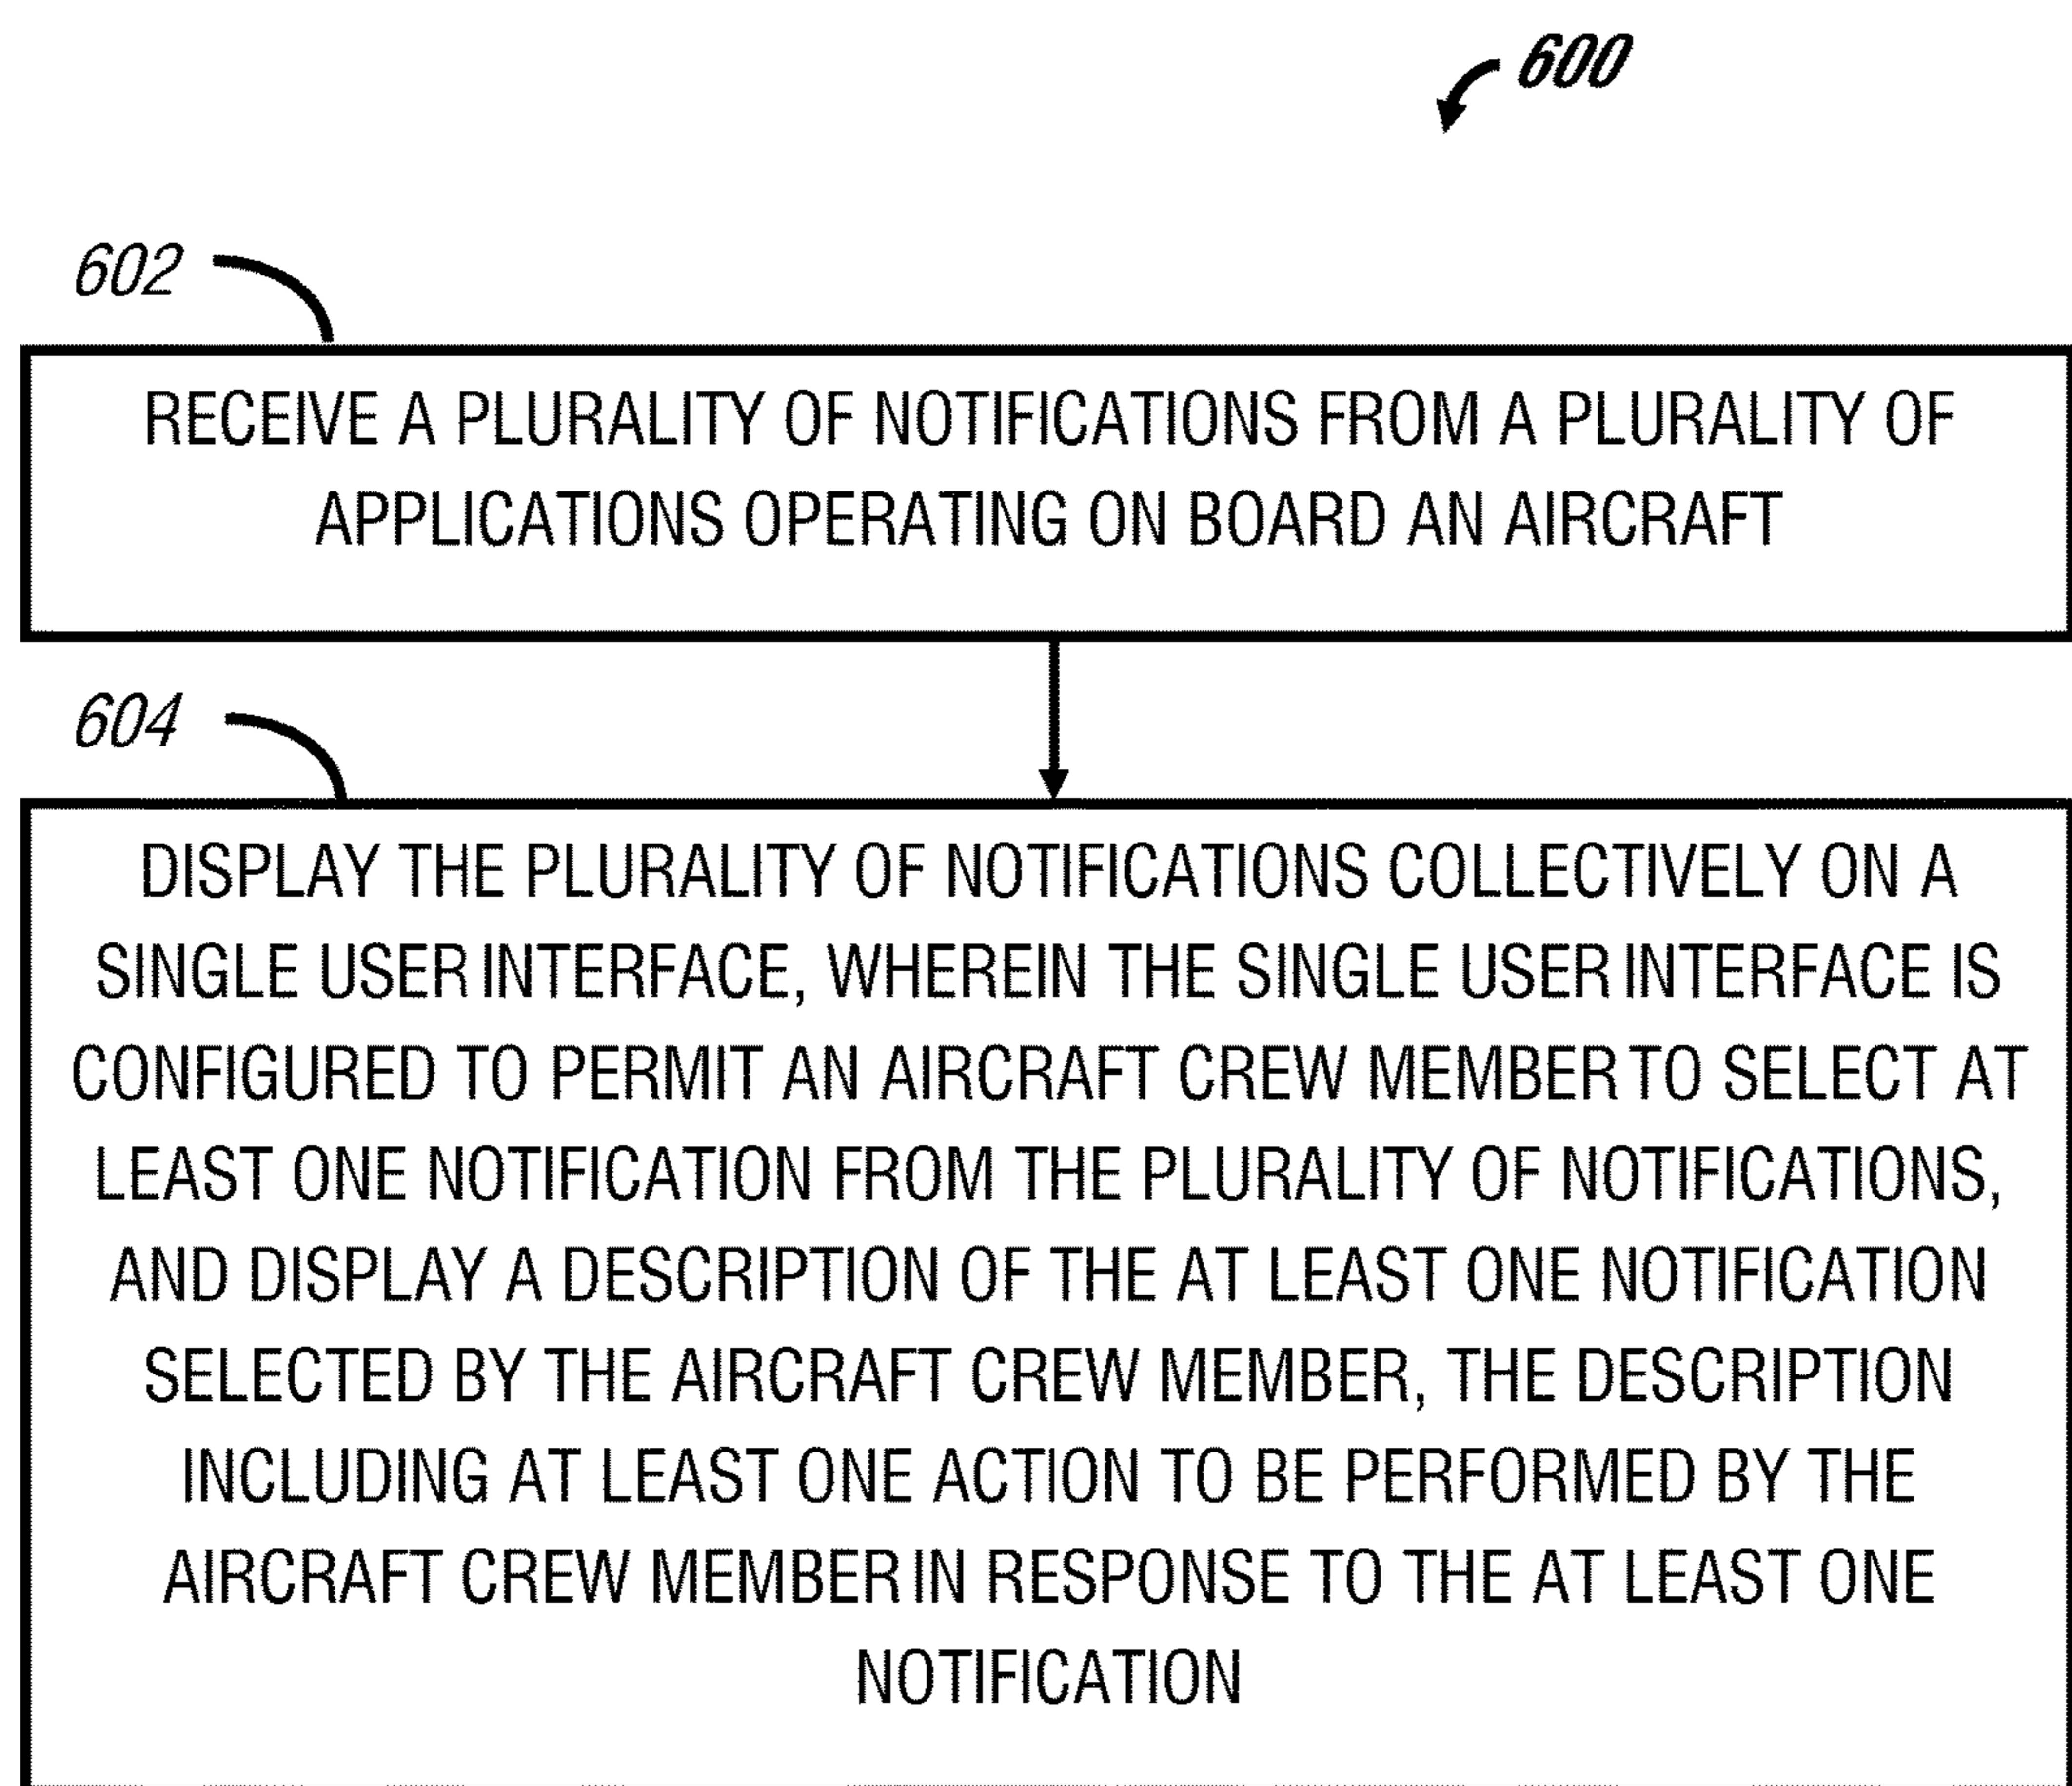 600
602
RECEIVE A PLURALITY OF NOTIFICATIONS FROM A PLURALITY OF
APPLICATIONS OPERATING ON BOARD AN AIRCRAFT
604
DISPLAY THE PLURALITY OF NOTIFICATIONS COLLECTIVELY ON A
SINGLE USER INTERFACE, WHEREIN THE SINGLE USER INTERFACE IS
CONFIGURED TO PERMIT AN AIRCRAFT CREW MEMBER TO SELECT AT
LEAST ONE NOTIFICATION FROM THE PLURALITY OF NOTIFICATIONS,
AND DISPLAY A DESCRIPTION OF THE AT LEAST ONE NOTIFICATION
SELECTED BY THE AIRCRAFT CREW MEMBER, THE DESCRIPTION
INCLUDING AT LEAST ONE ACTION TO BE PERFORMED BY THE
AIRCRAFT CREW MEMBER IN RESPONSE TO THE AT LEAST ONE
NOTIFICATION